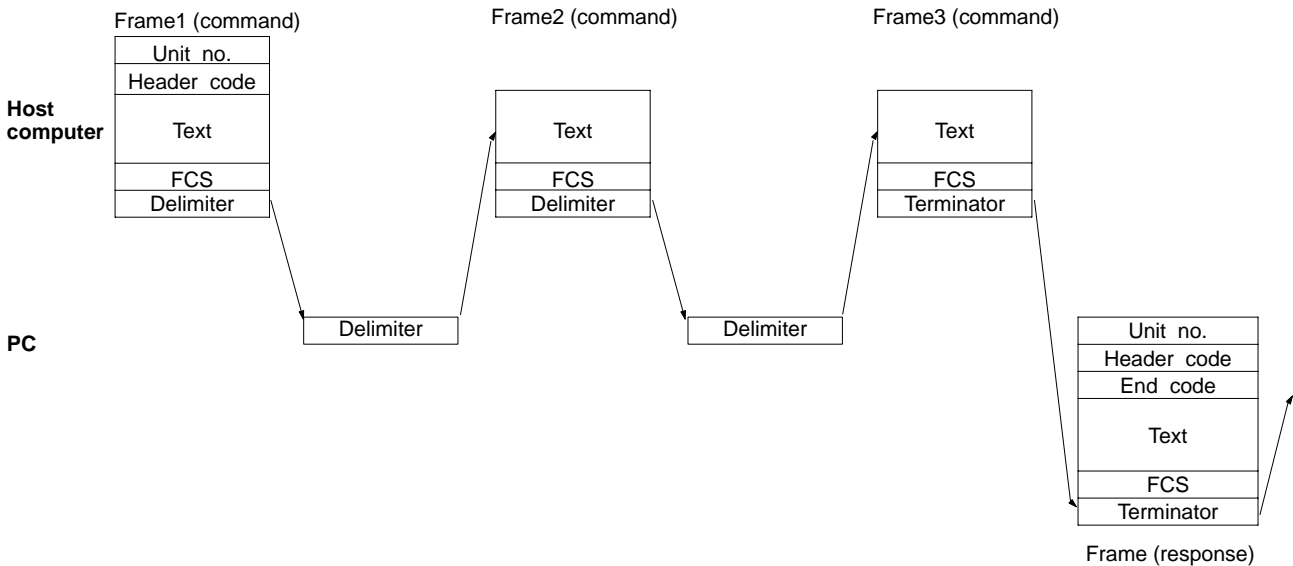 Frame1 (command)
Unit no.
Header code
Text
FCS
Delimiter
Frame2 (command)
Text
FCS
Delimiter
Frame3 (command)
Text
FCS
Terminator
Host
computer
Delimiter
Delimiter
PC
Unit no.
Header code
End code
Text
FCS
Terminator
Frame (response)